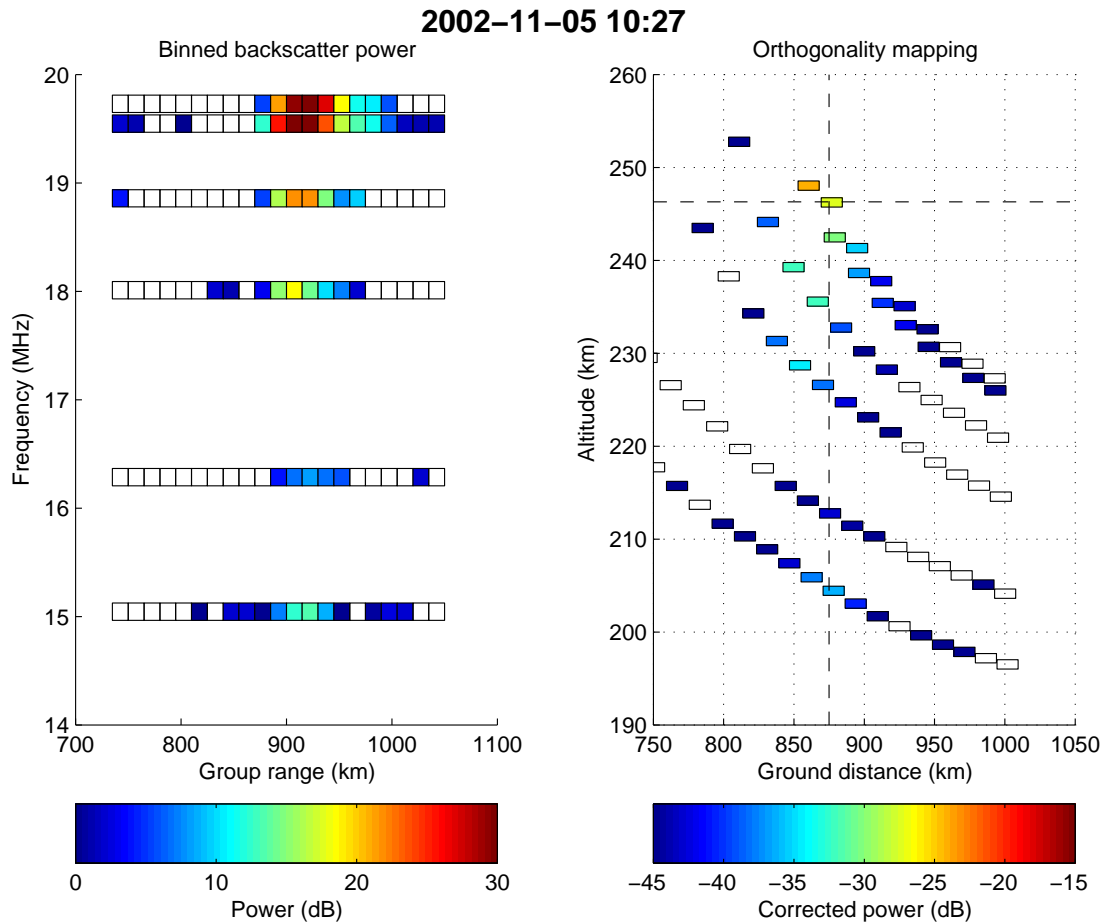 2002−11−05 10:27
Binned backscatter power
20
19
18
17
16
15
14
Frequency (MHz)
700 800 900 1000 1100
Group range (km)
0 10 20 30
Power (dB)
Orthogonality mapping
260
250
240
230
220
210
200
190
Altitude (km)
750 800 850 900 950 1000 1050
Ground distance (km)
−45 −40 −35 −30 −25 −20 −15
Corrected power (dB)